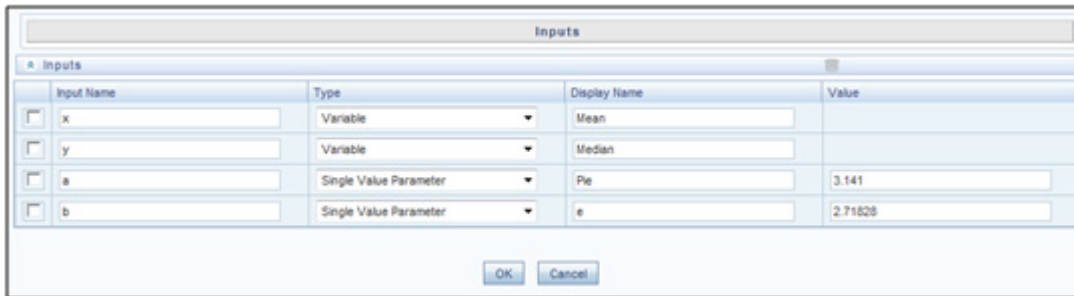 Inputs
Inputs
Input Name Type Display Name Value
x Variable Mean
y Variable Median
a Single Value Parameter Pie 3.141
b Single Value Parameter e 2.71828
OK Cancel